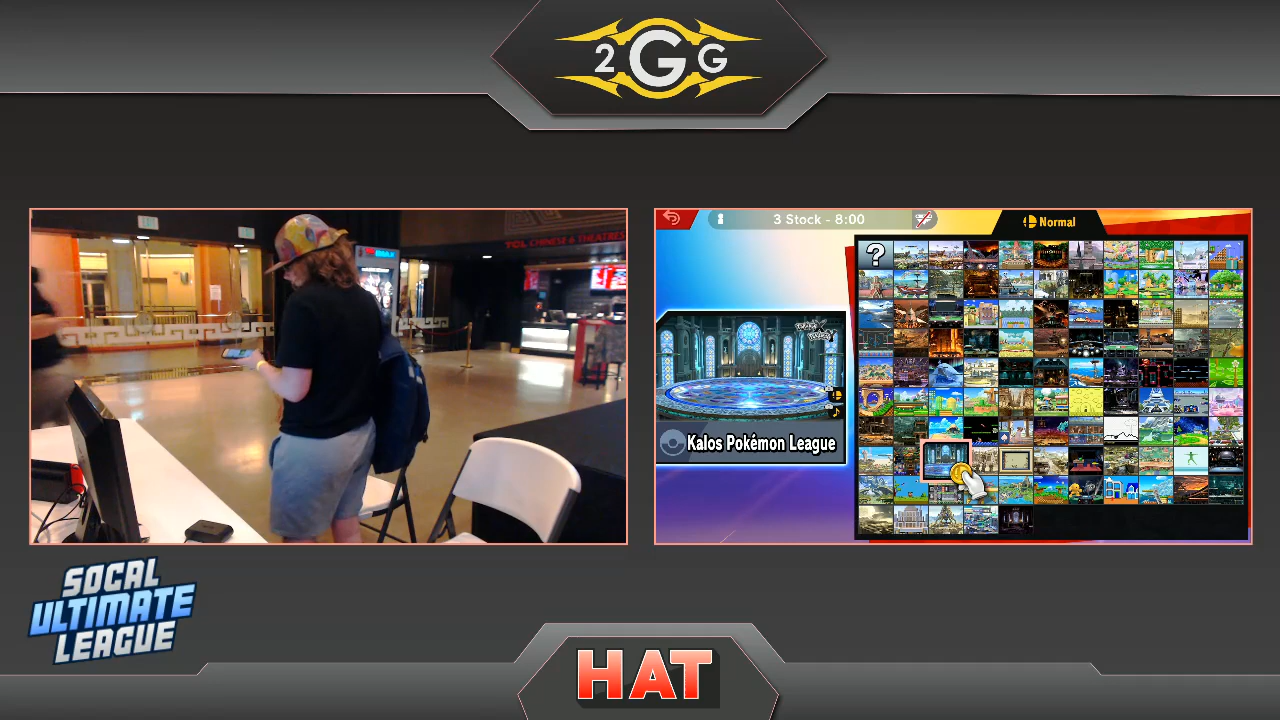 2GG
3 Stock - 8:00
Normal
TCL CHINESE 6 THEATRES
Kalos Pokémon League
?
SOCAL
ULTIMATE
LEAGUE
HAT